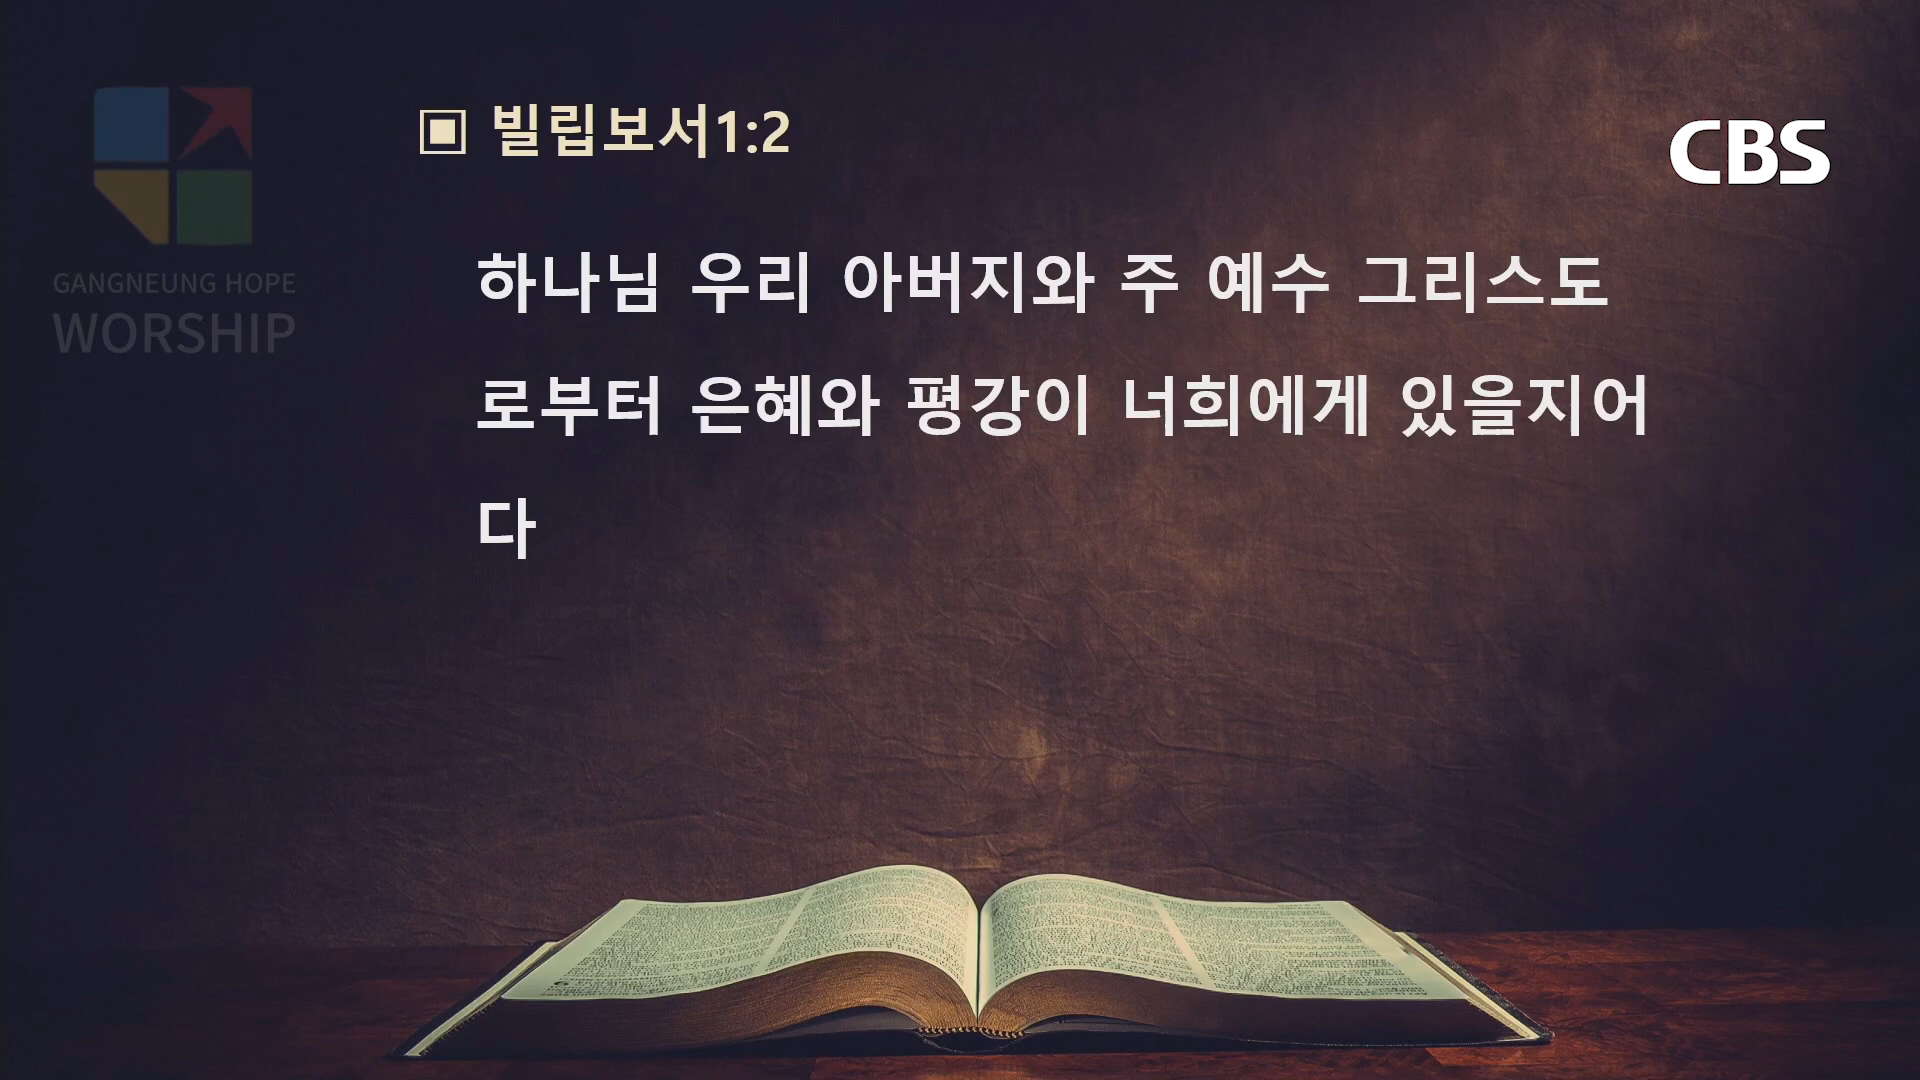 ▣ 빌립보서1:2
CBS
GANGNEUNG HOPE
WORSHIP
하나님 우리 아버지와 주 예수 그리스도
로부터 은혜와 평강이 너희에게 있을지어
다